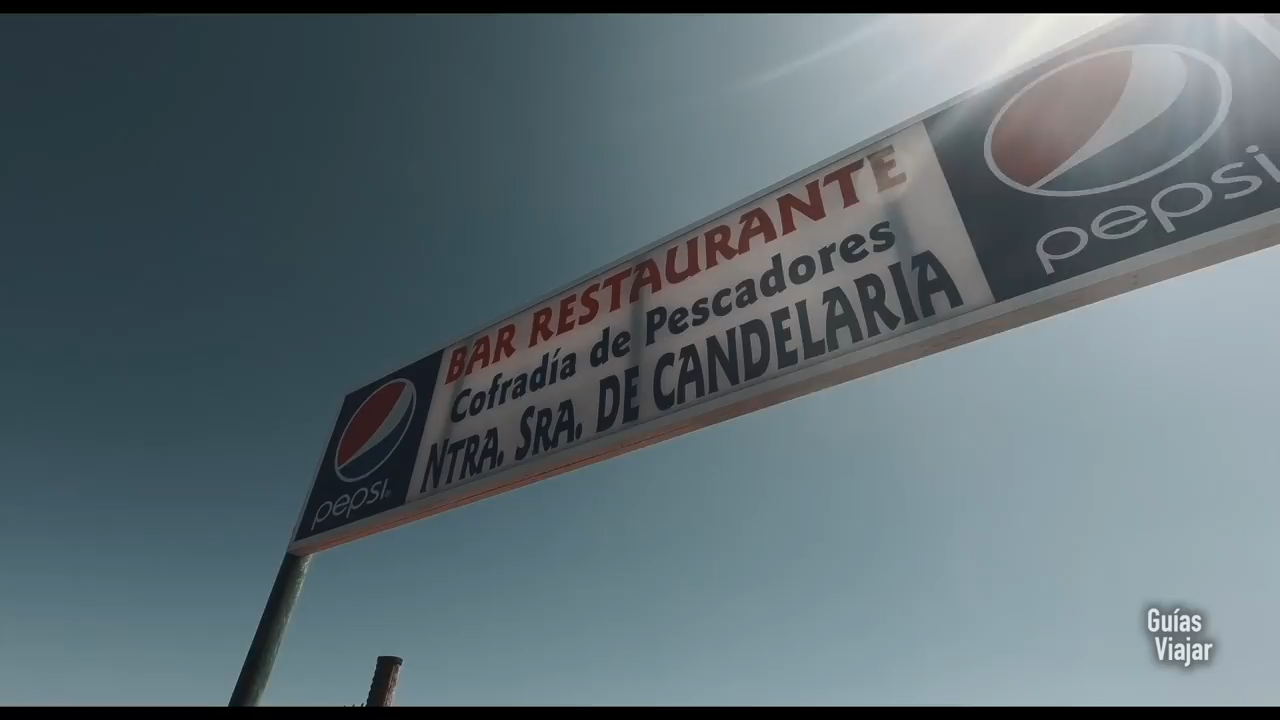 BAR RESTAURANTE
Cofradía de Pescadores
NTRA. SRA. DE CANDELARIA
pepsi
pepsi
Guías
Viajar